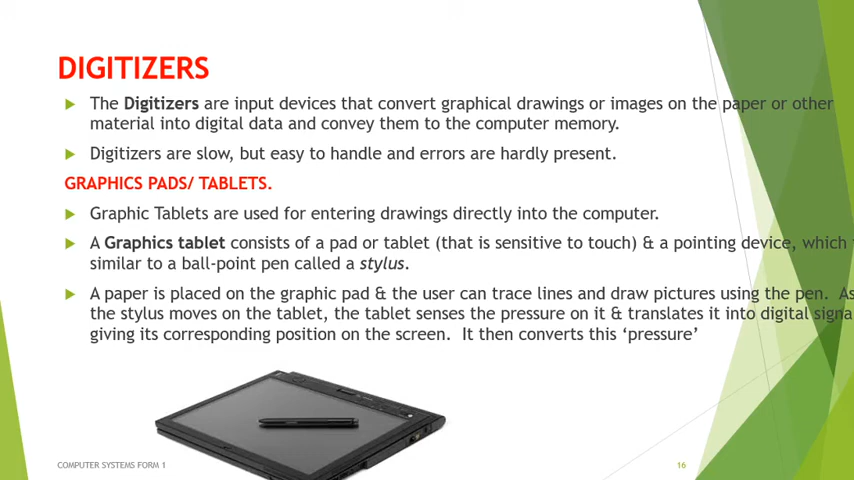 DIGITIZERS
The Digitizers are input devices that convert graphical drawings or images on the paper or other
material into digital data and convey them to the computer memory.
Digitizers are slow, but easy to handle and errors are hardly present.
GRAPHICS PADS/ TABLETS.
Graphic Tablets are used for entering drawings directly into the computer.
A Graphics tablet consists of a pad or tablet (that is sensitive to touch) & a pointing device, which
similar to a ball-point pen called a stylus.
A paper is placed on the graphic pad & the user can trace lines and draw pictures using the pen. As
the stylus moves on the tablet, the tablet senses the pressure on it & translates it into digital signa
giving its corresponding position on the screen. It then converts this ‘pressure’
COMPUTER SYSTEMS FORM 1
16